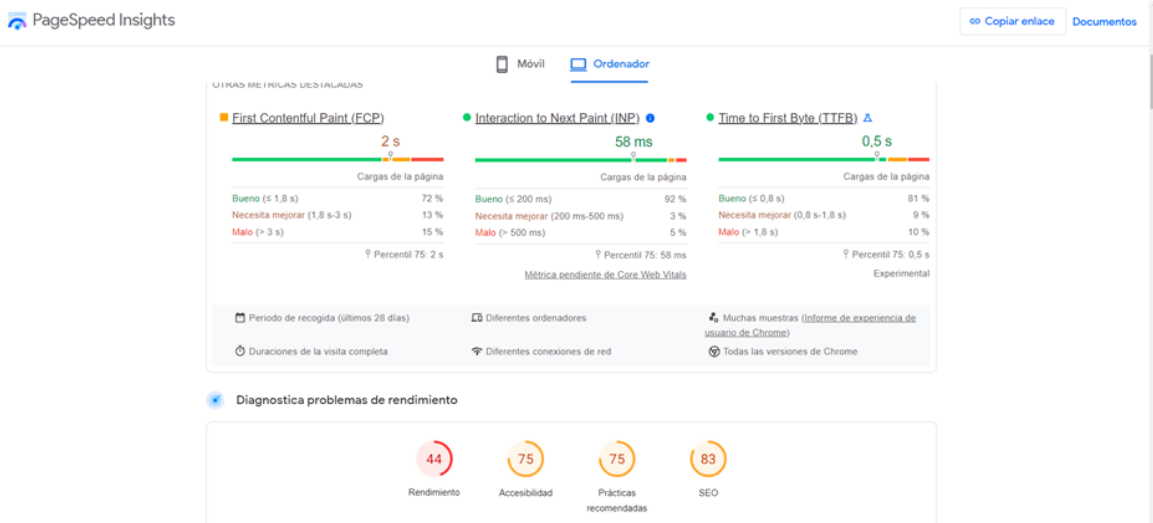 PageSpeed Insights
Copiar enlace
Documentos
Móvil
Ordenador
OTRAS MÉTRICAS DESTACADAS
First Contentful Paint (FCP)
2 s
Cargas de la página
Bueno (≤ 1,8 s) 72 %
Necesita mejorar (1,8 s-3 s) 13 %
Malo (> 3 s) 15 %
Percentil 75: 2 s
Interaction to Next Paint (INP)
58 ms
Cargas de la página
Bueno (≤ 200 ms) 92 %
Necesita mejorar (200 ms-500 ms) 3 %
Malo (> 500 ms) 5 %
Percentil 75: 58 ms
Métrica pendiente de Core Web Vitals
Time to First Byte (TTFB)
0,5 s
Cargas de la página
Bueno (≤ 0,8 s) 81 %
Necesita mejorar (0,8 s-1,8 s) 9 %
Malo (> 1,8 s) 10 %
Percentil 75: 0,5 s
Experimental
Periodo de recogida (últimos 28 días)
Diferentes ordenadores
Muchas muestras (Informe de experiencia de
usuario de Chrome)
Duraciones de la visita completa
Diferentes conexiones de red
Todas las versiones de Chrome
Diagnostica problemas de rendimiento
44
Rendimiento
75
Accesibilidad
75
Prácticas
recomendadas
83
SEO